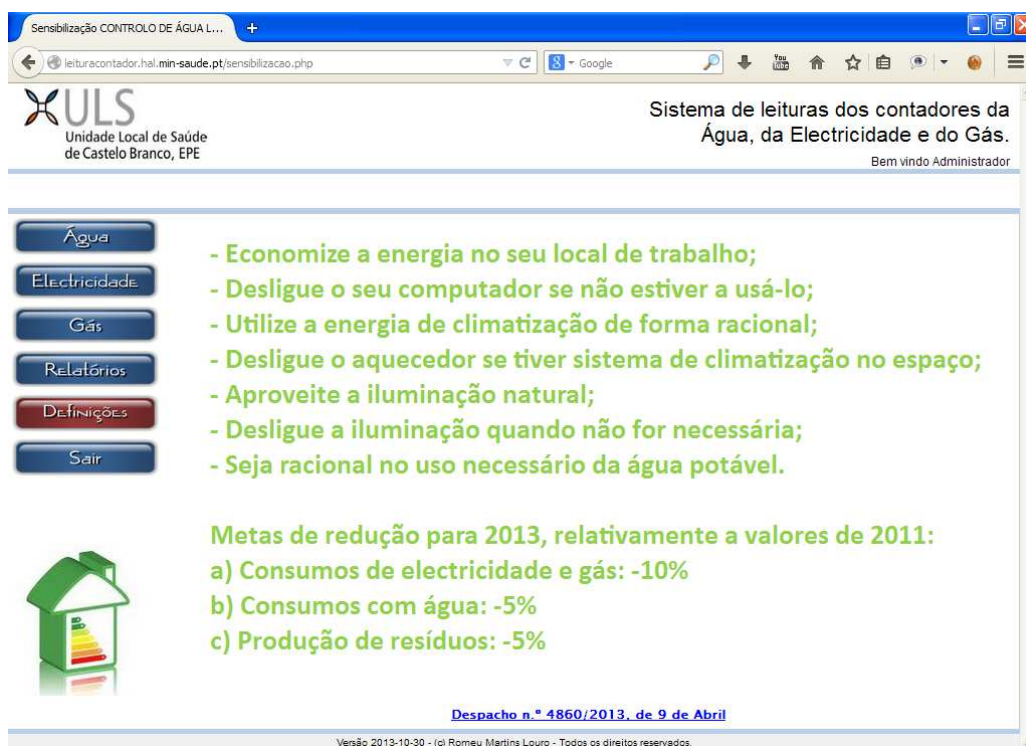 Sensibilização CONTROLO DE ÁGUA L...
leituracontador.hal.min-saude.pt/sensibilizacao.php
Google
You Tube
ULS
Unidade Local de Saúde
de Castelo Branco, EPE
Sistema de leituras dos contadores da
Água, da Electricidade e do Gás.
Bem vindo Administrador
Água
Electricidade
Gás
Relatórios
Definições
Sair
- Economize a energia no seu local de trabalho;
- Desligue o seu computador se não estiver a usá-lo;
- Utilize a energia de climatização de forma racional;
- Desligue o aquecedor se tiver sistema de climatização no espaço;
- Aproveite a iluminação natural;
- Desligue a iluminação quando não for necessária;
- Seja racional no uso necessário da água potável.
Metas de redução para 2013, relativamente a valores de 2011:
a) Consumos de electricidade e gás: -10%
b) Consumos com água: -5%
c) Produção de resíduos: -5%
Despacho n.º 4860/2013, de 9 de Abril
Versão 2013-10-30 - (c) Romeu Martins Louro - Todos os direitos reservados.